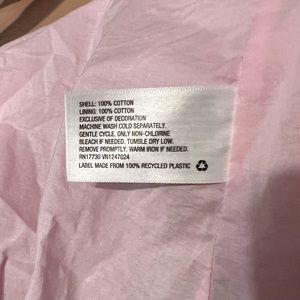 SHELL: 100% COTTON
LINING: 100% COTTON
EXCLUSIVE OF DECORATION
MACHINE WASH COLD SEPARATELY.
GENTLE CYCLE. ONLY NON-CHLORINE
BLEACH IF NEEDED. TUMBLE DRY LOW.
REMOVE PROMPTLY. WARM IRON IF NEEDED.
RN17730 VN1247024
LABEL MADE FROM 100% RECYCLED PLASTIC